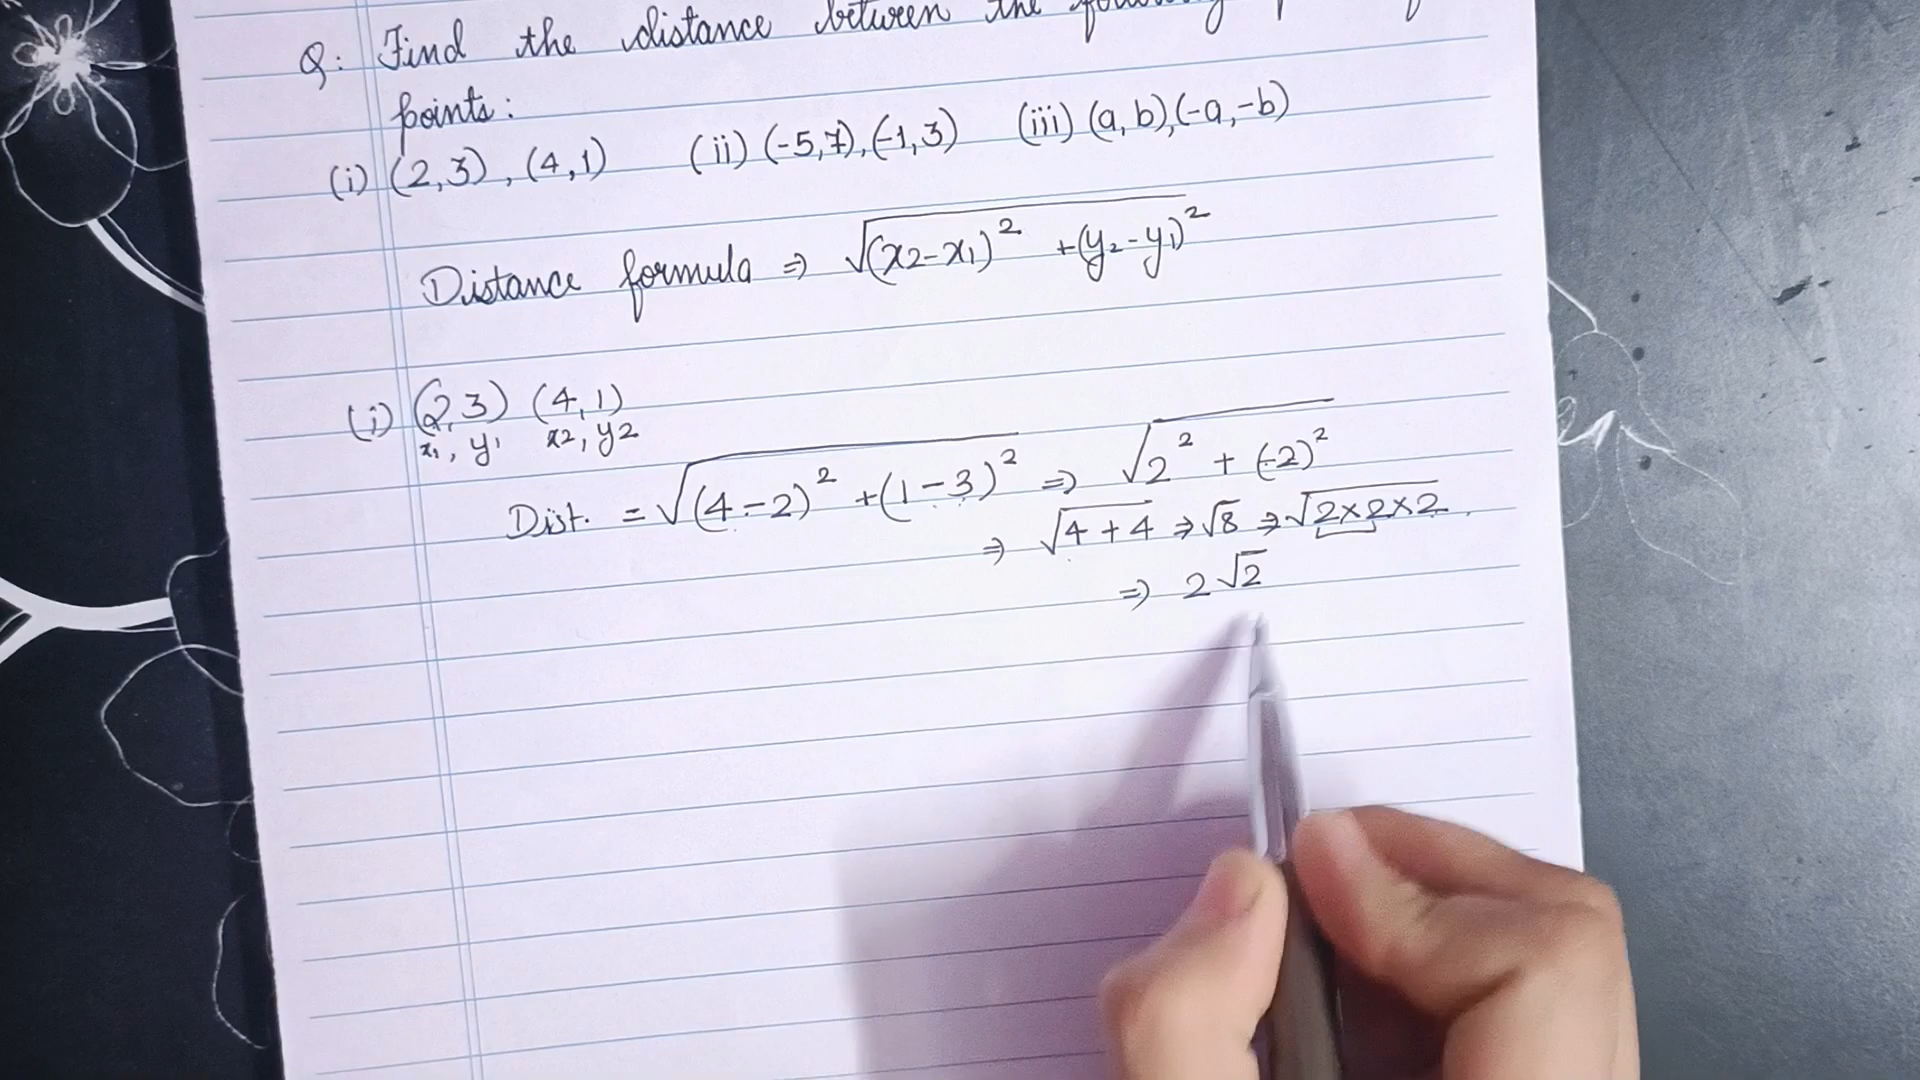 Q: Find the distance between the following
points:
(i) (2,3), (4,1) (ii) (-5,7),(-1,3) (iii) (a,b),(-a,-b)
Distance formula ⇒ √(x2-x1)² +(y2-y1)²
(i) (2,3) (4,1)
x1, y1 x2, y2
Dist. = √(4-2)² +(1-3)² ⇒ √2² + (-2)²
⇒ √4+4 ⇒ √8 ⇒ √2×2×2
⇒ 2√2